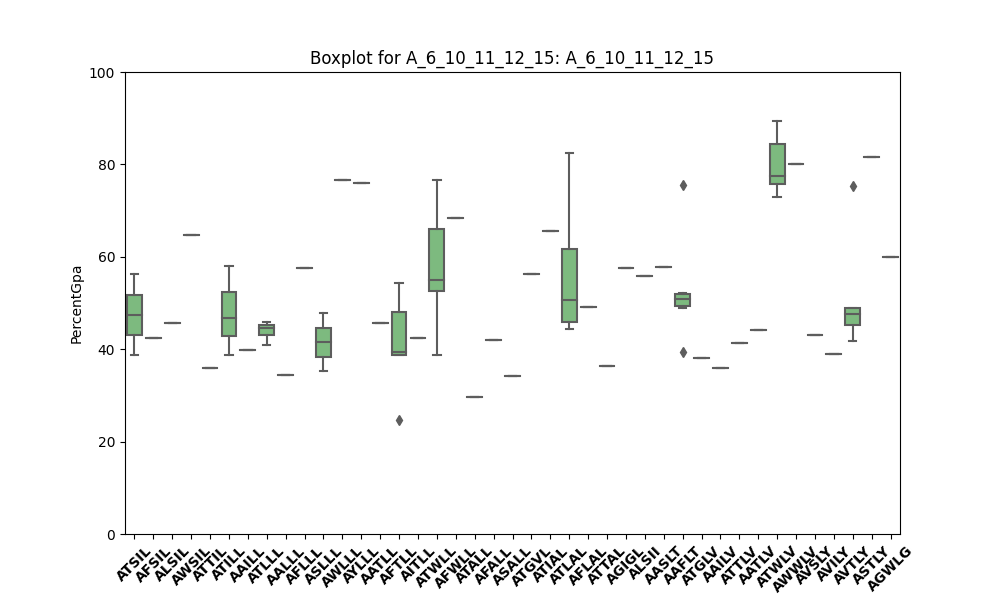 Boxplot for A_6_10_11_12_15: A_6_10_11_12_15
100
80
60
40
20
0
PercentGpa
ATSIL
AFSIL
ALSIL
AWSIL
ATTIL
ATILL
AAILL
ATLLL
AALLL
AFLLL
ASLLL
AWLLL
AYLLL
AATLL
AFTLL
AITLL
ATWLL
AFWLL
ATALL
AFALL
ASALL
ATGVL
ATIAL
ATLAL
AFLAL
ATTAL
AGIGL
ALSII
AASLT
AAFLT
ATGLV
AAILV
ATTLV
AATLV
ATWLV
AWWLV
AVSLY
AVILY
AVTLY
ASTLY
AGWLG